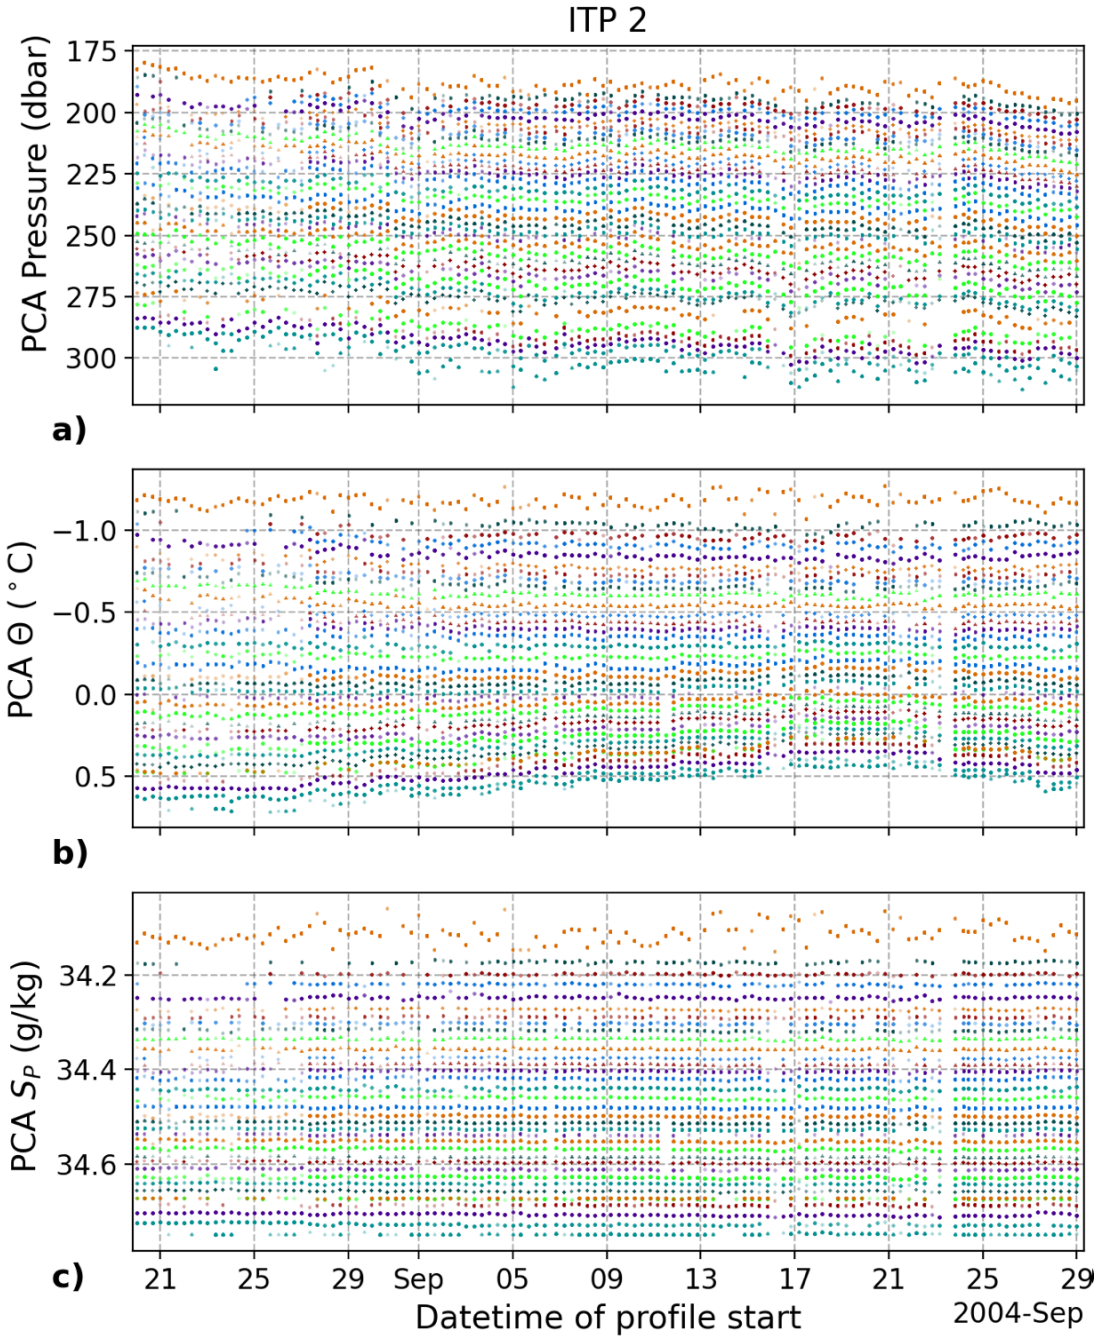 ITP 2
PCA Pressure (dbar)
175
200
225
250
275
300
a)
PCA Θ (°C)
−1.0
−0.5
0.0
0.5
b)
PCA S_P (g/kg)
34.2
34.4
34.6
c)
21 25 29 Sep 05 09 13 17 21 25 29
Datetime of profile start
2004-Sep